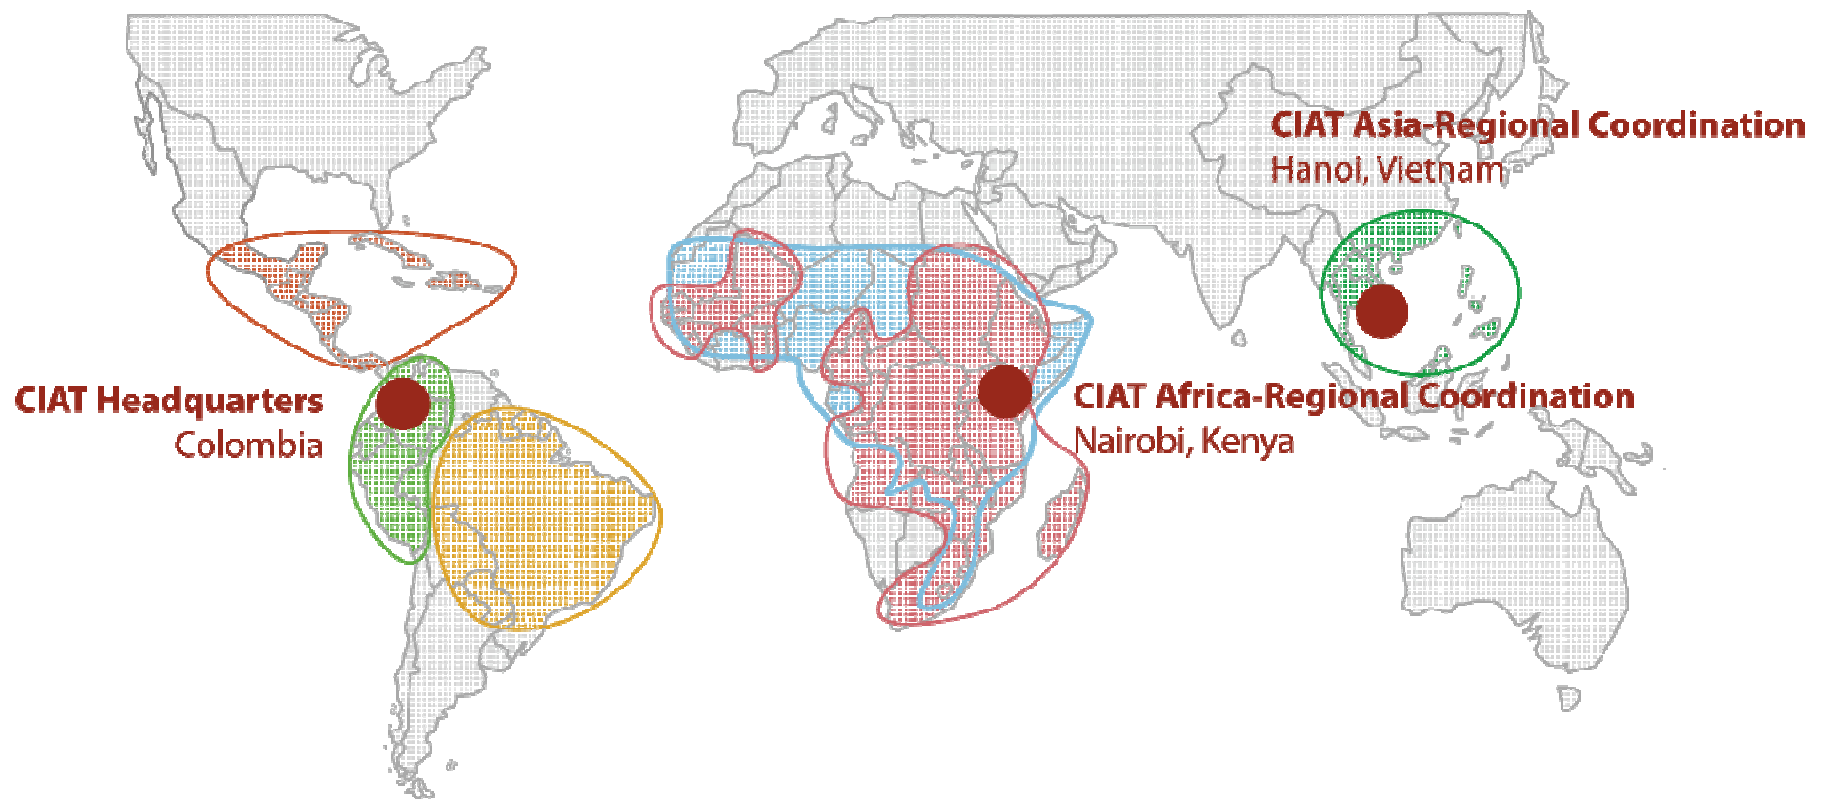 CIAT Asia-Regional Coordination
Hanoi, Vietnam
CIAT Headquarters
Colombia
CIAT Africa-Regional Coordination
Nairobi, Kenya